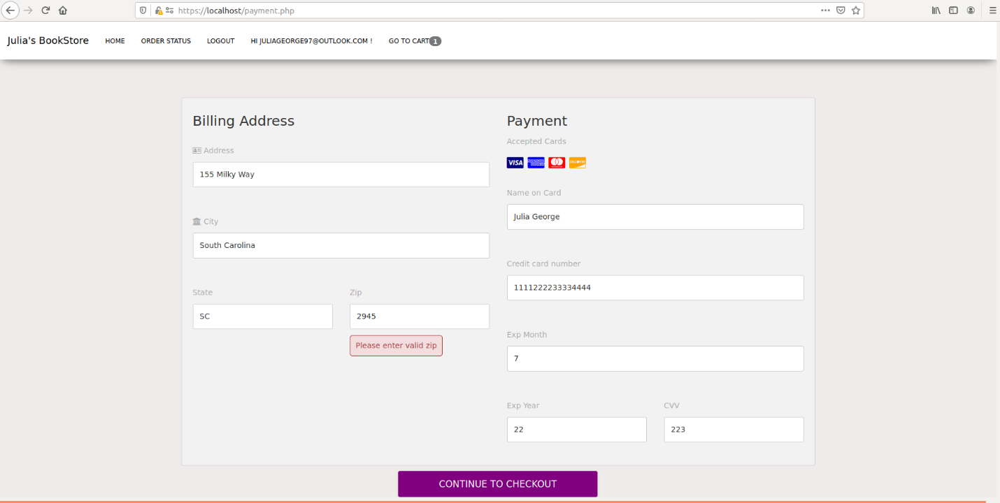 https://localhost/payment.php
Julia's BookStore HOME ORDER STATUS LOGOUT HI JULIAGEORGE97@OUTLOOK.COM ! GO TO CART 1
Billing Address
Address
155 Milky Way
City
South Carolina
State Zip
SC 2945
Please enter valid zip
Payment
Accepted Cards
VISA AMERICAN EXPRESS DISCOVER
Name on Card
Julia George
Credit card number
1111222233334444
Exp Month
7
Exp Year CVV
22 223
CONTINUE TO CHECKOUT